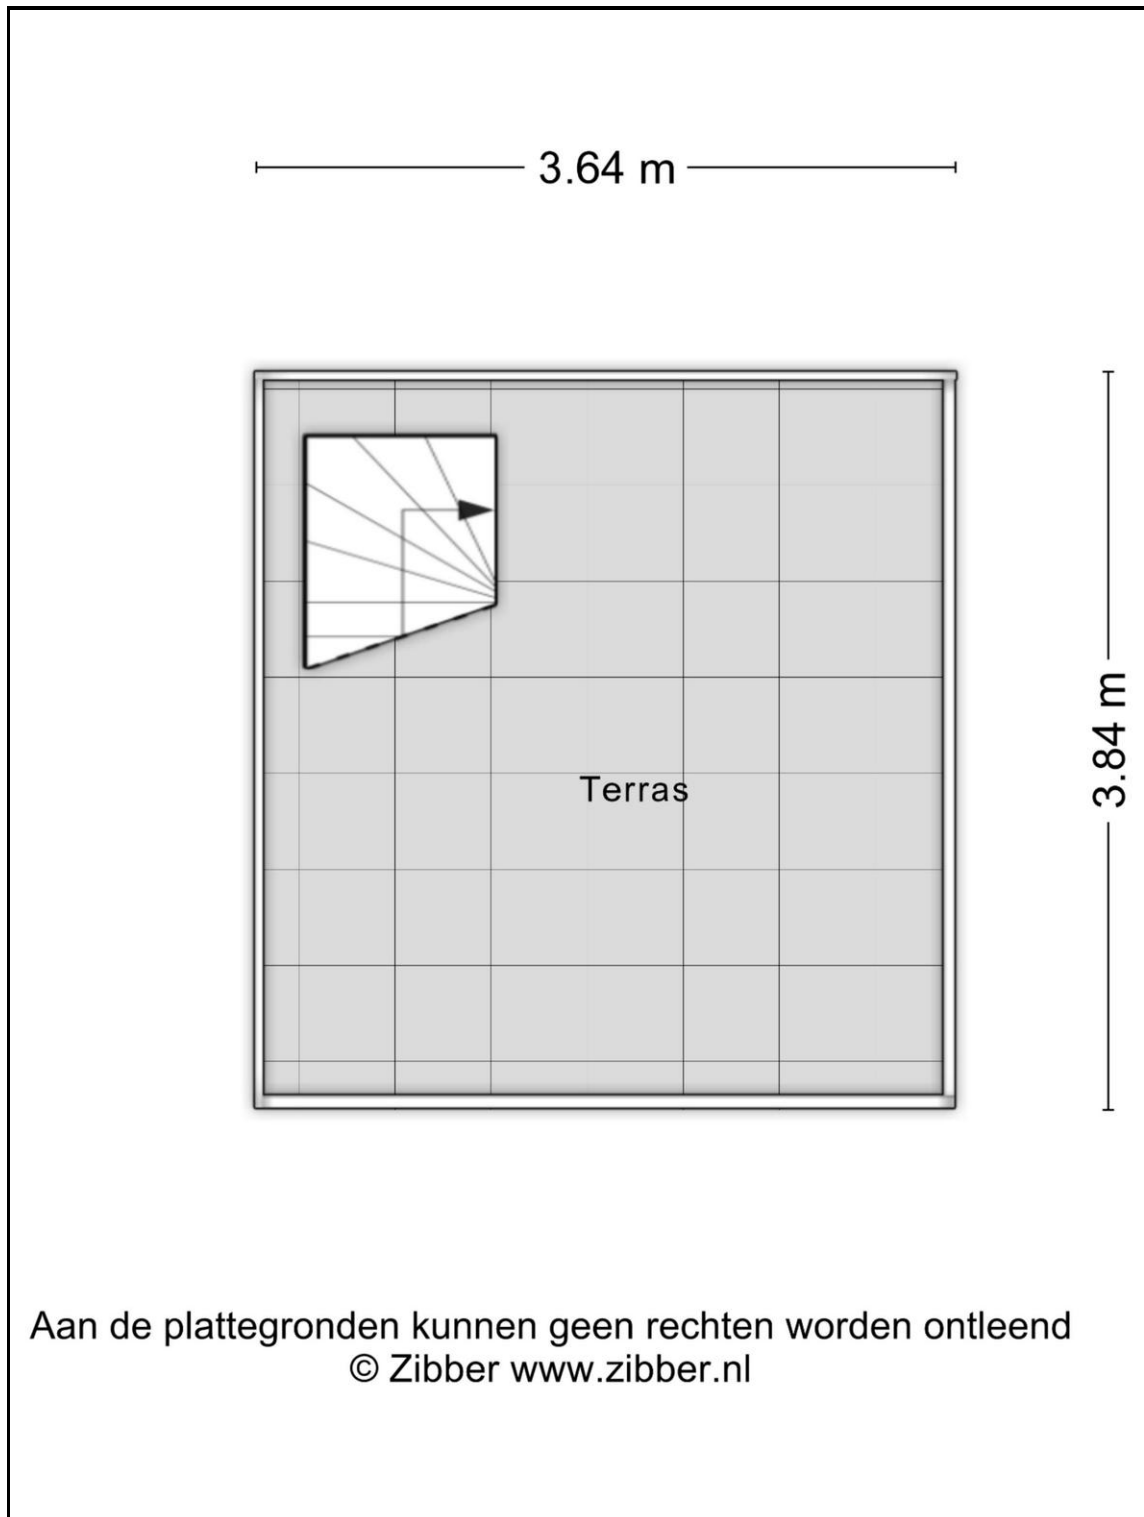 3.64 m
3.84 m
Terras
Aan de plattegronden kunnen geen rechten worden ontleend
© Zibber www.zibber.nl